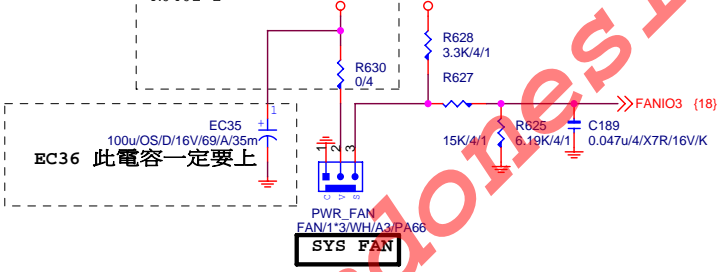 R628
3.3K/4/1
R630
0/4
R627
FANIO3 {18}
1
EC35
100u/OS/D/16V/69/A/35m
EC36 此電容一定要上
15K/4/1
R625
6.19K/4/1
C189
0.047u/4/X7R/16V/K
1 2 3
C V S
PWR_FAN
FAN/1*3/WH/A3/PA66
SYS FAN